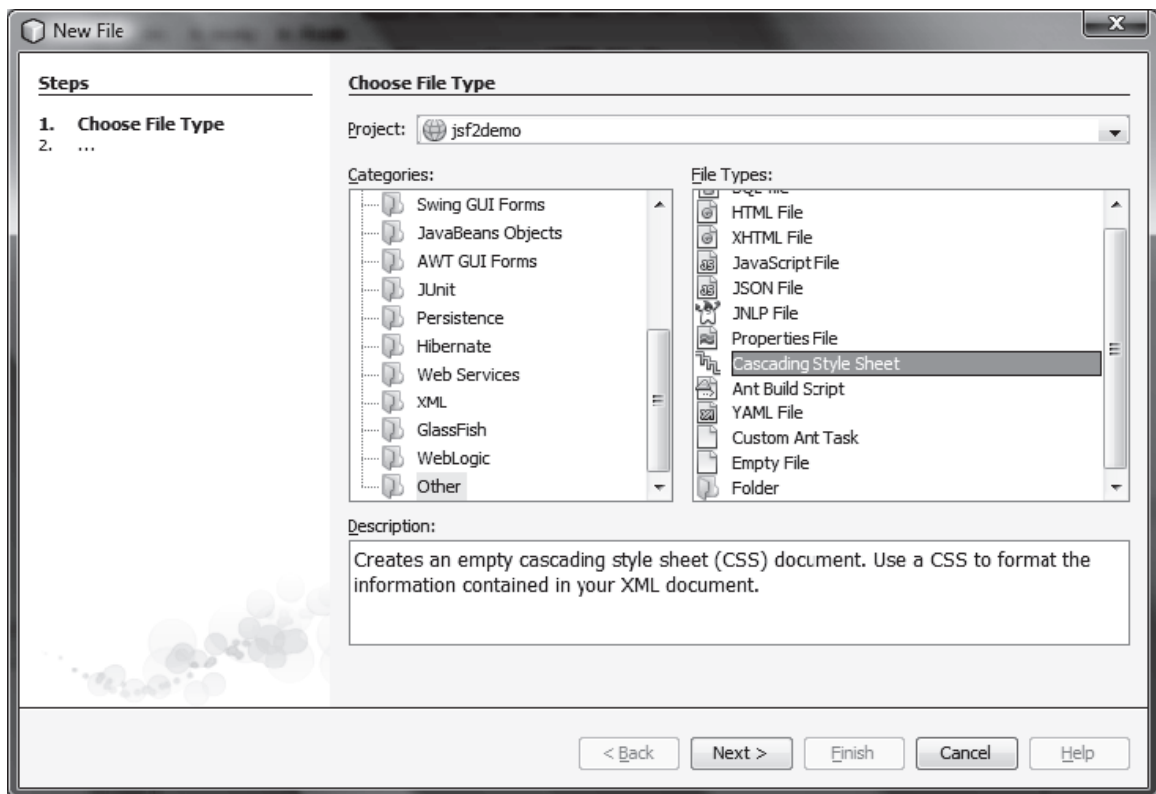 New File
Steps
1. Choose File Type
2. ...
Choose File Type
Project: jsf2demo
Categories:
Swing GUI Forms
JavaBeans Objects
AWT GUI Forms
JUnit
Persistence
Hibernate
Web Services
XML
GlassFish
WebLogic
Other
File Types:
HTML File
XHTML File
JavaScript File
JSON File
JNLP File
Properties File
Cascading Style Sheet
Ant Build Script
YAML File
Custom Ant Task
Empty File
Folder
Description:
Creates an empty cascading style sheet (CSS) document. Use a CSS to format the
information contained in your XML document.
< Back
Next >
Finish
Cancel
Help